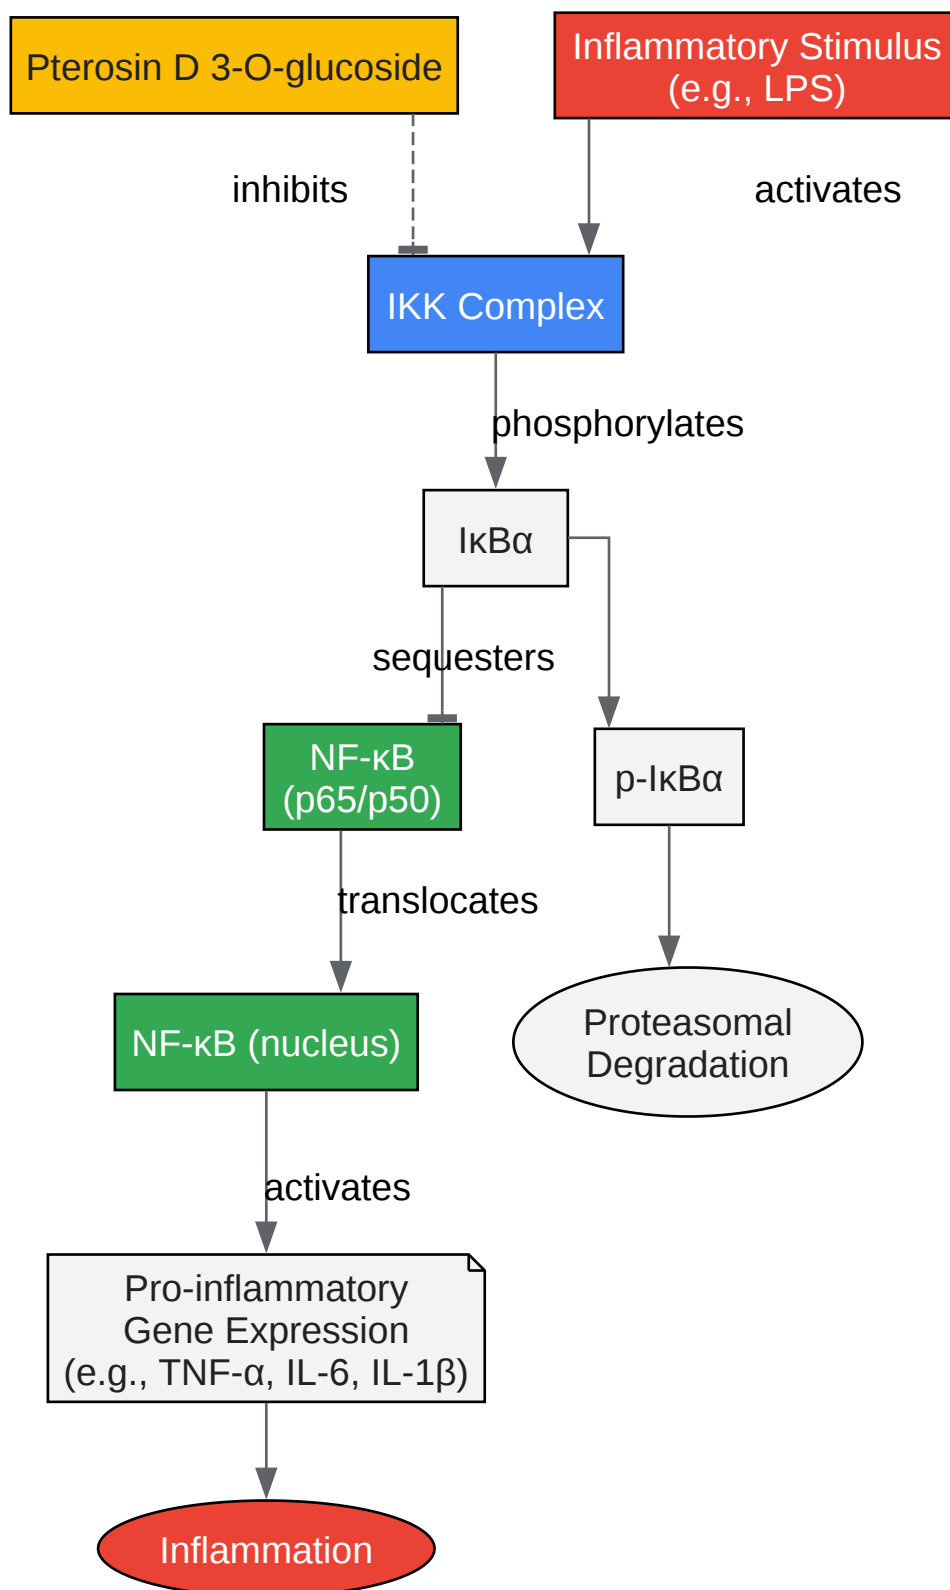 Pterosin D 3-O-glucoside
Inflammatory Stimulus
(e.g., LPS)
inhibits
activates
IKK Complex
phosphorylates
IκBα
sequesters
NF-κB
(p65/p50)
p-IκBα
translocates
NF-κB (nucleus)
Proteasomal
Degradation
activates
Pro-inflammatory
Gene Expression
(e.g., TNF-α, IL-6, IL-1β)
Inflammation